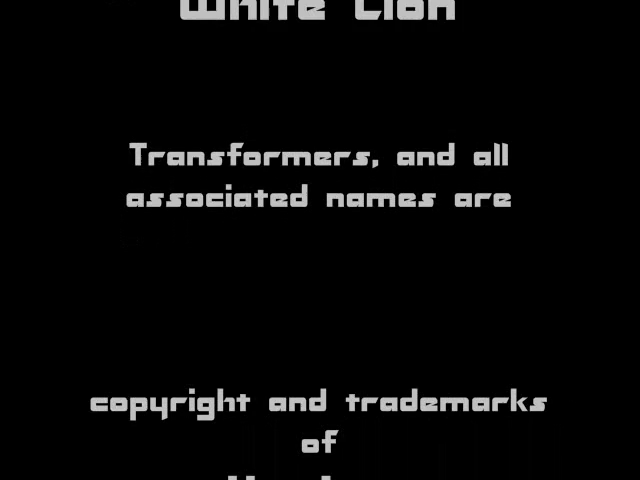 White Lion
Transformers, and all
associated names are
copyright and trademarks
of